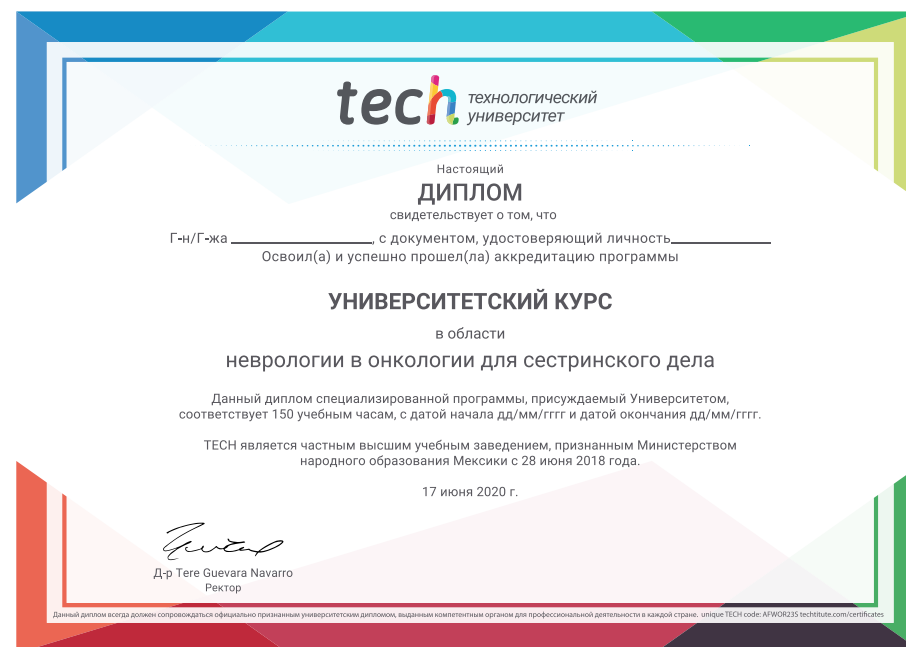 tech технологический
университет
Настоящий
ДИПЛОМ
свидетельствует о том, что
Г-н/Г-жа ________________, с документом, удостоверяющий личность____________
Освоил(а) и успешно прошел(ла) аккредитацию программы
УНИВЕРСИТЕТСКИЙ КУРС
в области
неврологии в онкологии для сестринского дела
Данный диплом специализированной программы, присуждаемый Университетом,
соответствует 150 учебным часам, с датой начала дд/мм/гггг и датой окончания дд/мм/гггг.
TECH является частным высшим учебным заведением, признанным Министерством
народного образования Мексики с 28 июня 2018 года.
17 июня 2020 г.
Д-р Tere Guevara Navarro
Ректор
Данный диплом всегда должен сопровождаться официально признанным университетским дипломом, выданным компетентным органом для профессиональной деятельности в каждой стране. unique TECH code: AFWOR23S techtitute.com/certificates